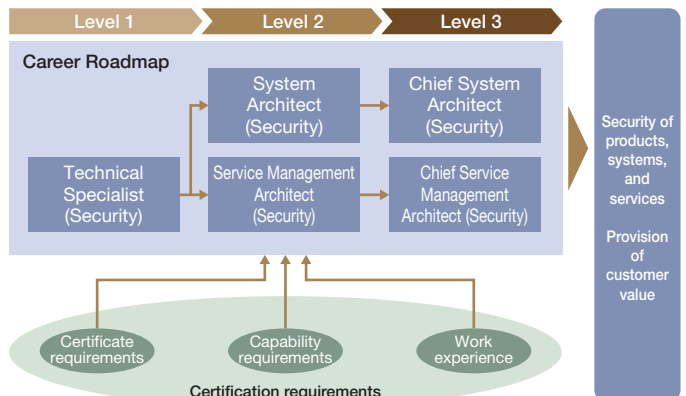 Level 1
Level 2
Level 3
Career Roadmap
System
Architect
(Security)
Chief System
Architect
(Security)
Technical
Specialist
(Security)
Service Management
Architect
(Security)
Chief Service
Management
Architect (Security)
Security of
products,
systems,
and
services
Provision
of
customer
value
Certificate
requirements
Capability
requirements
Work
experience
Certification requirements